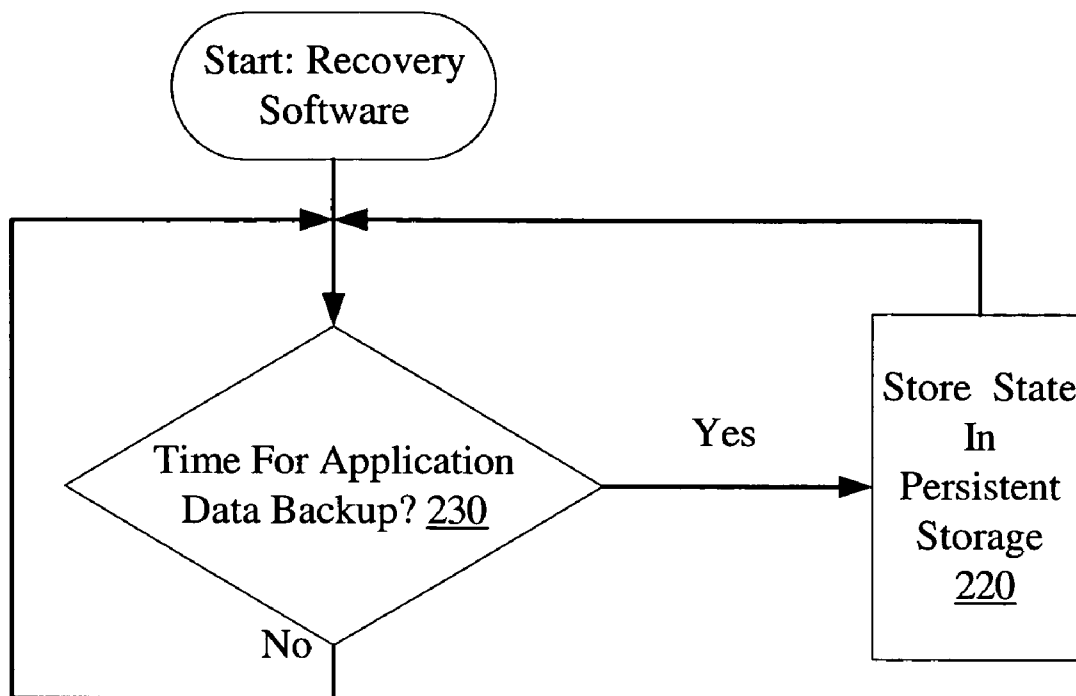 Start: Recovery
Software
Time For Application
Data Backup? 230
Yes
Store State
In
Persistent
Storage
220
No